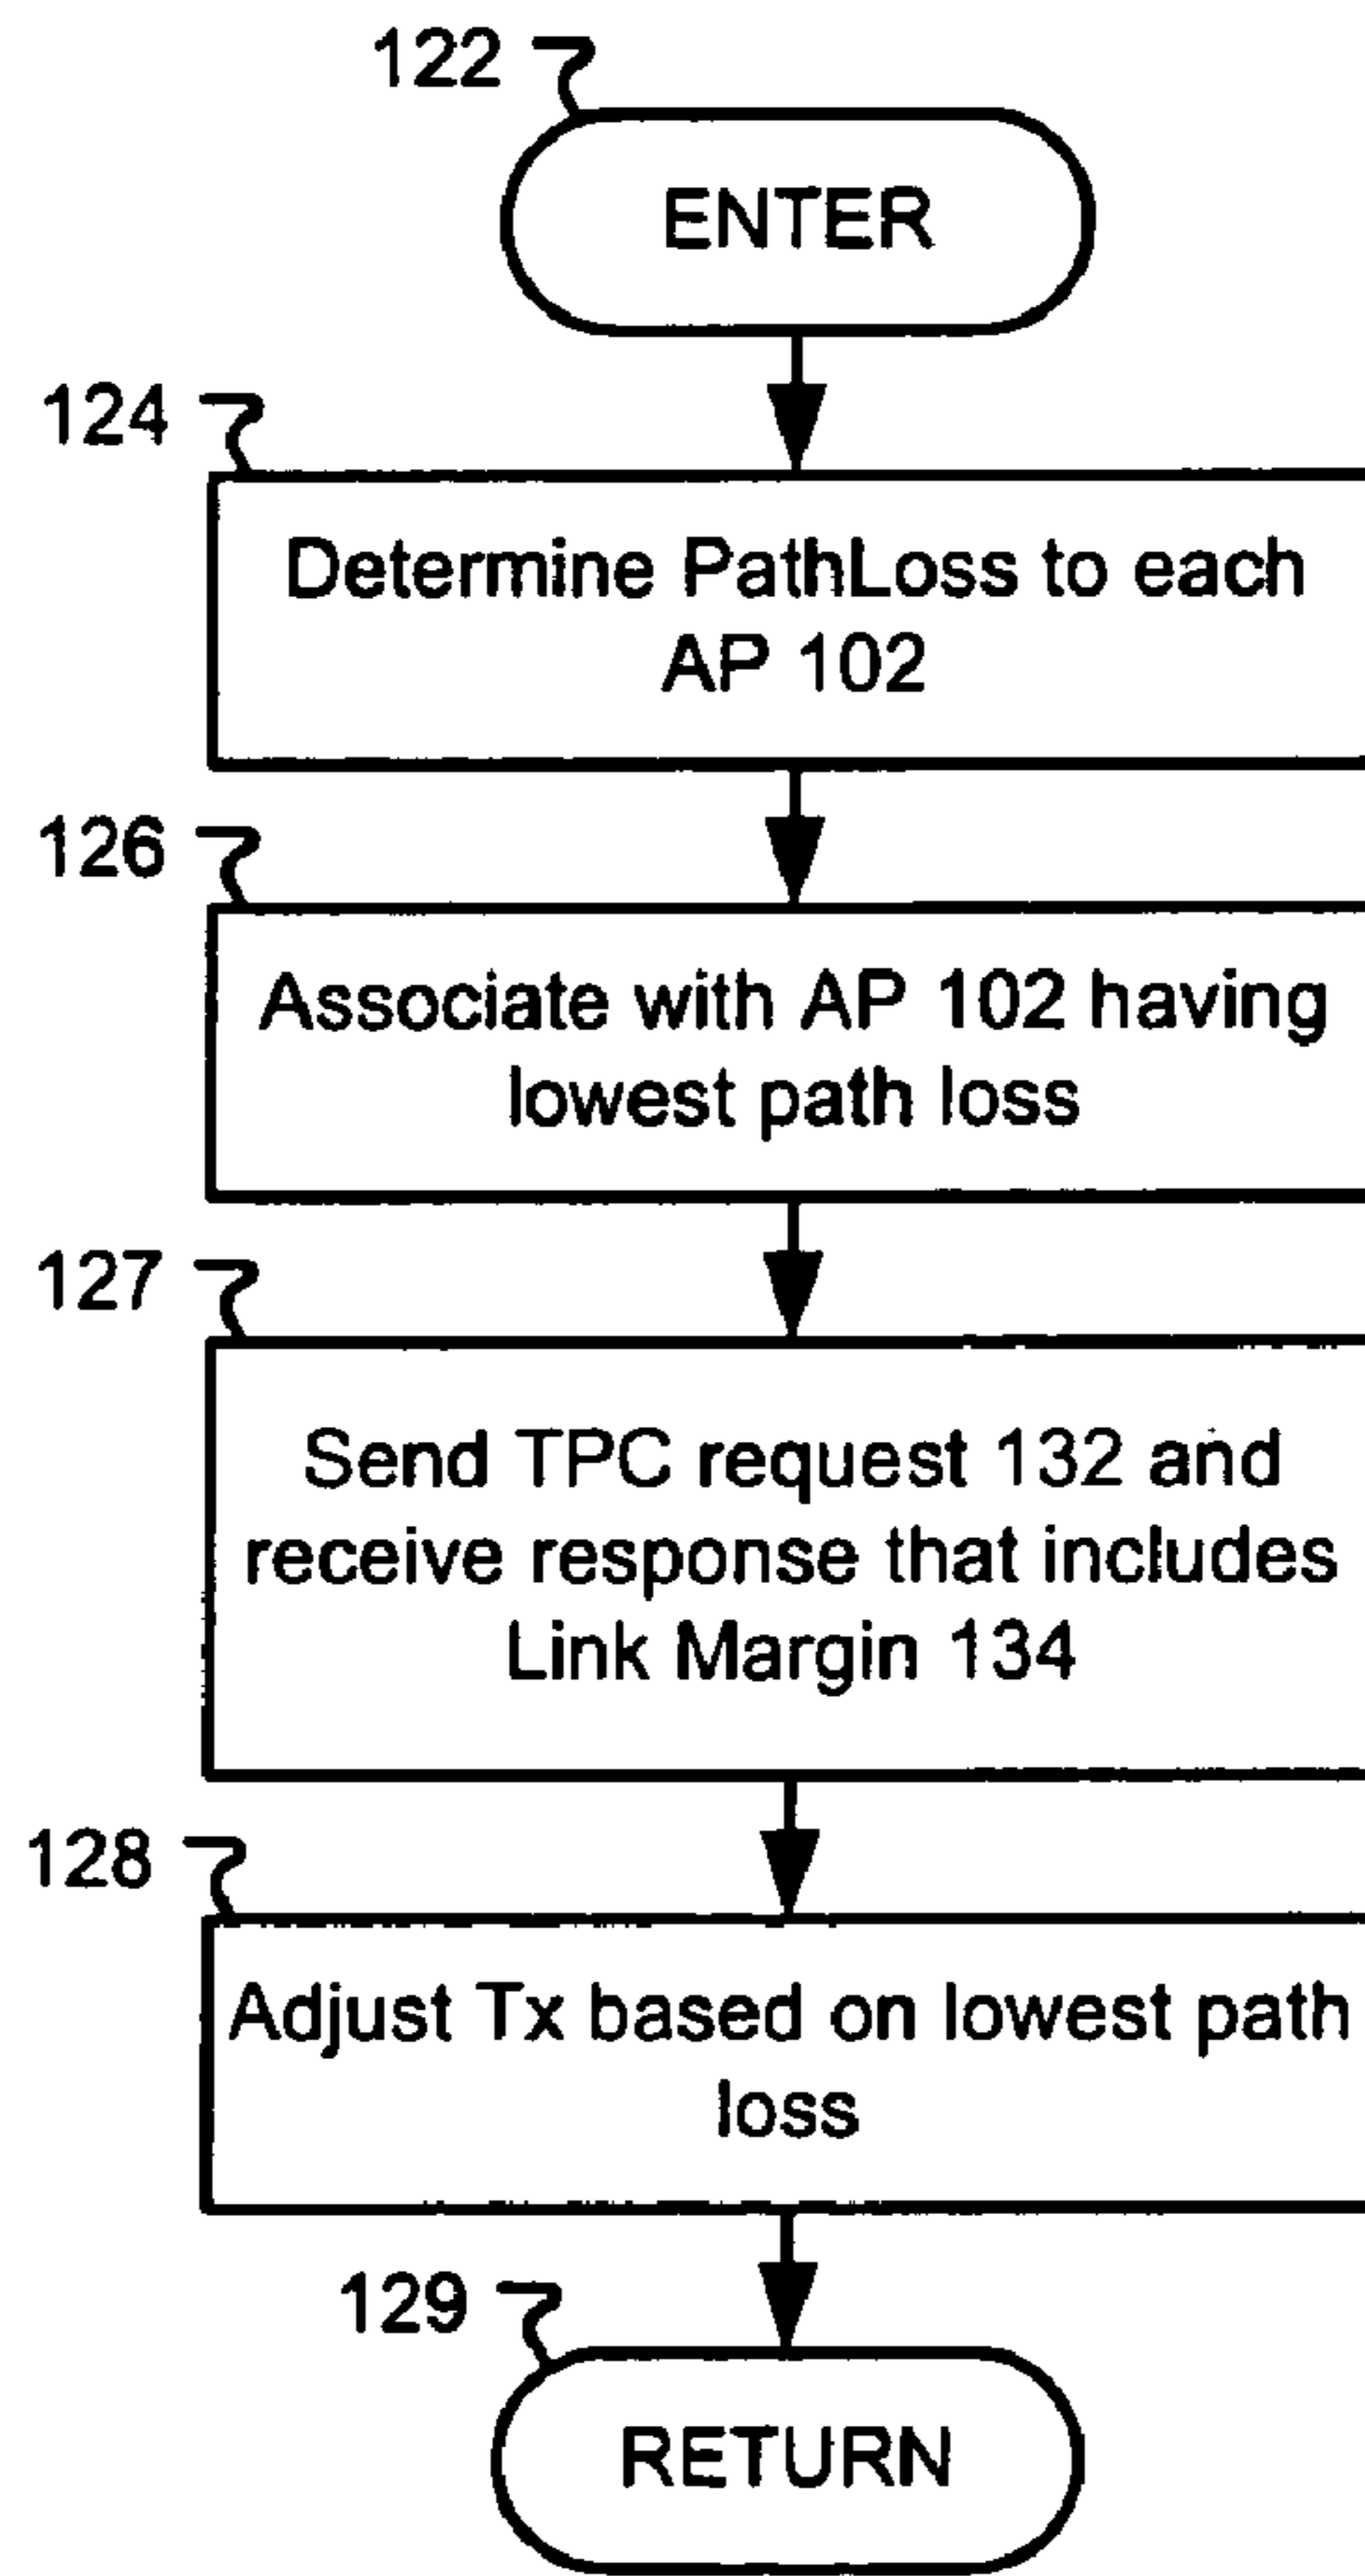 122
ENTER
124
Determine PathLoss to each
AP 102
126
Associate with AP 102 having
lowest path loss
127
Send TPC request 132 and
receive response that includes
Link Margin 134
128
Adjust Tx based on lowest path
loss
129
RETURN